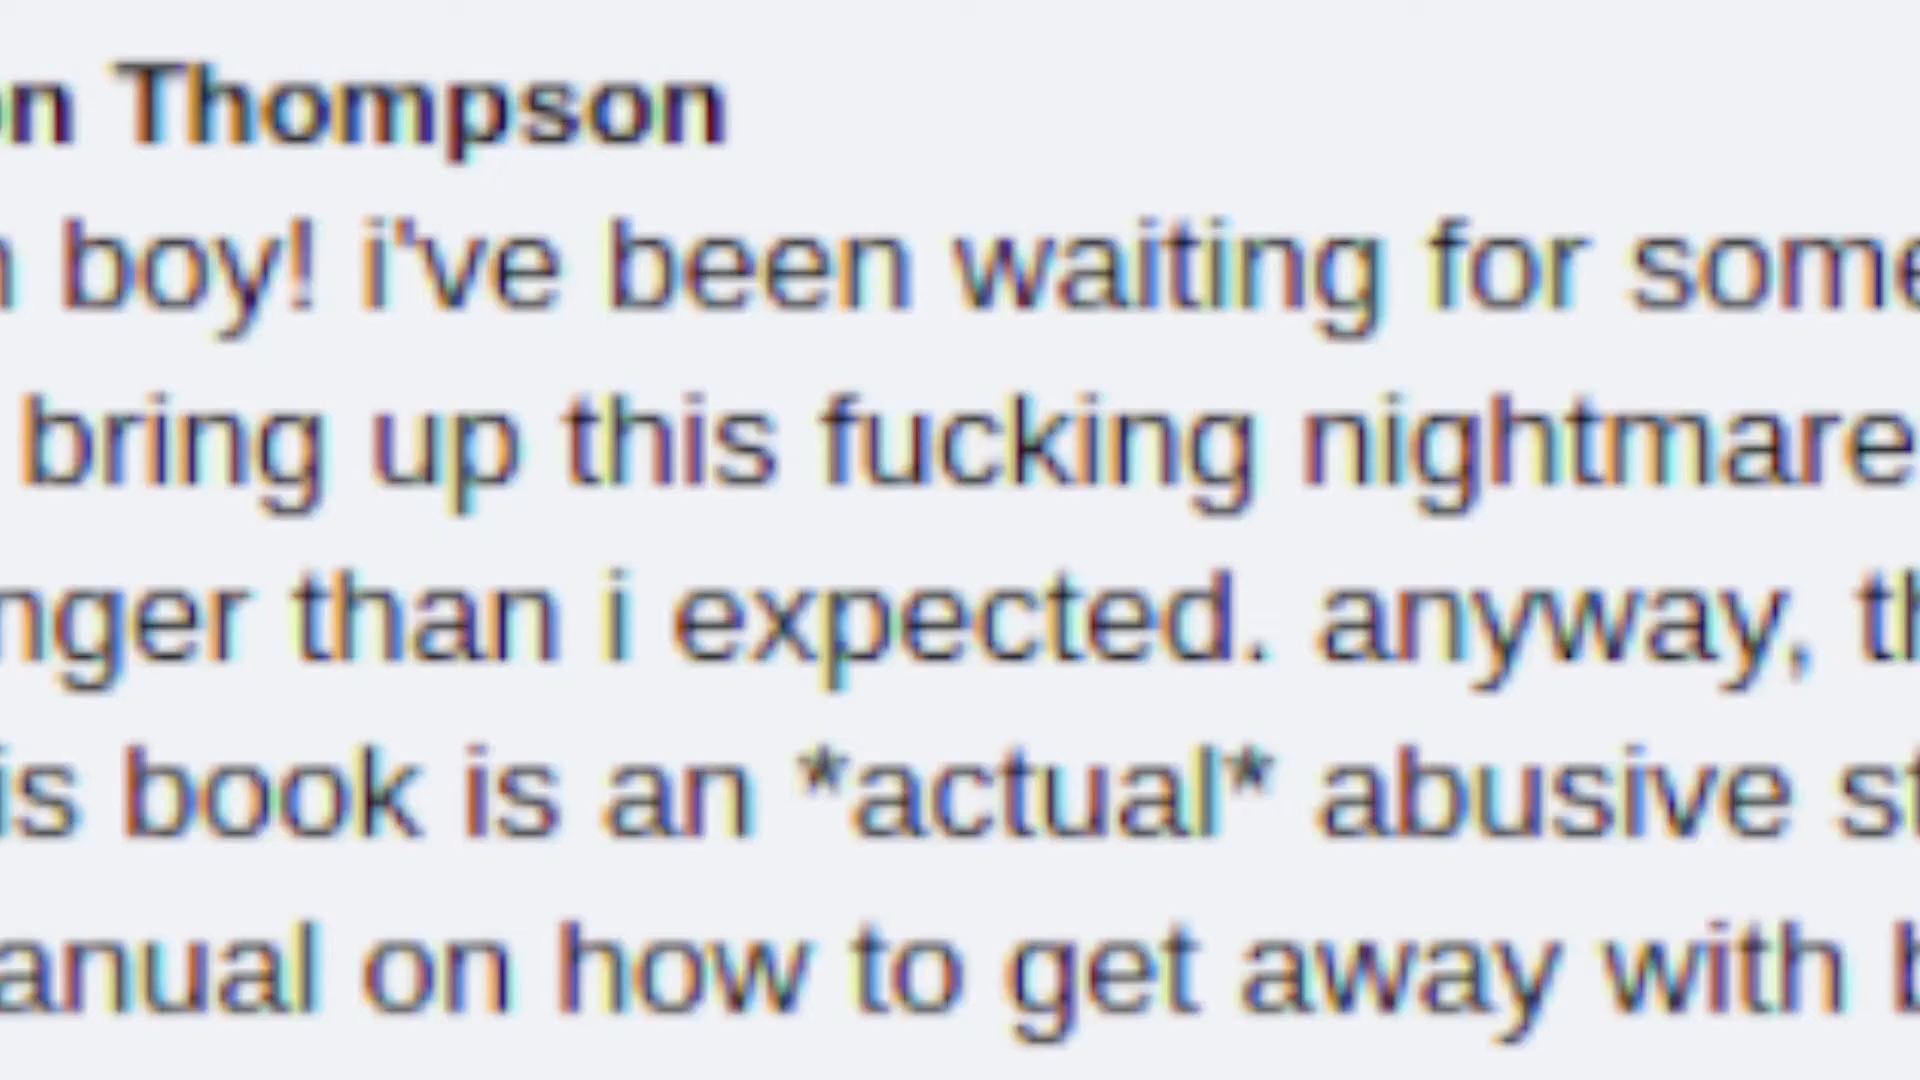 on Thompson
boy! i've been waiting for some
bring up this fucking nightmare
nger than i expected. anyway, th
is book is an *actual* abusive st
anual on how to get away with b